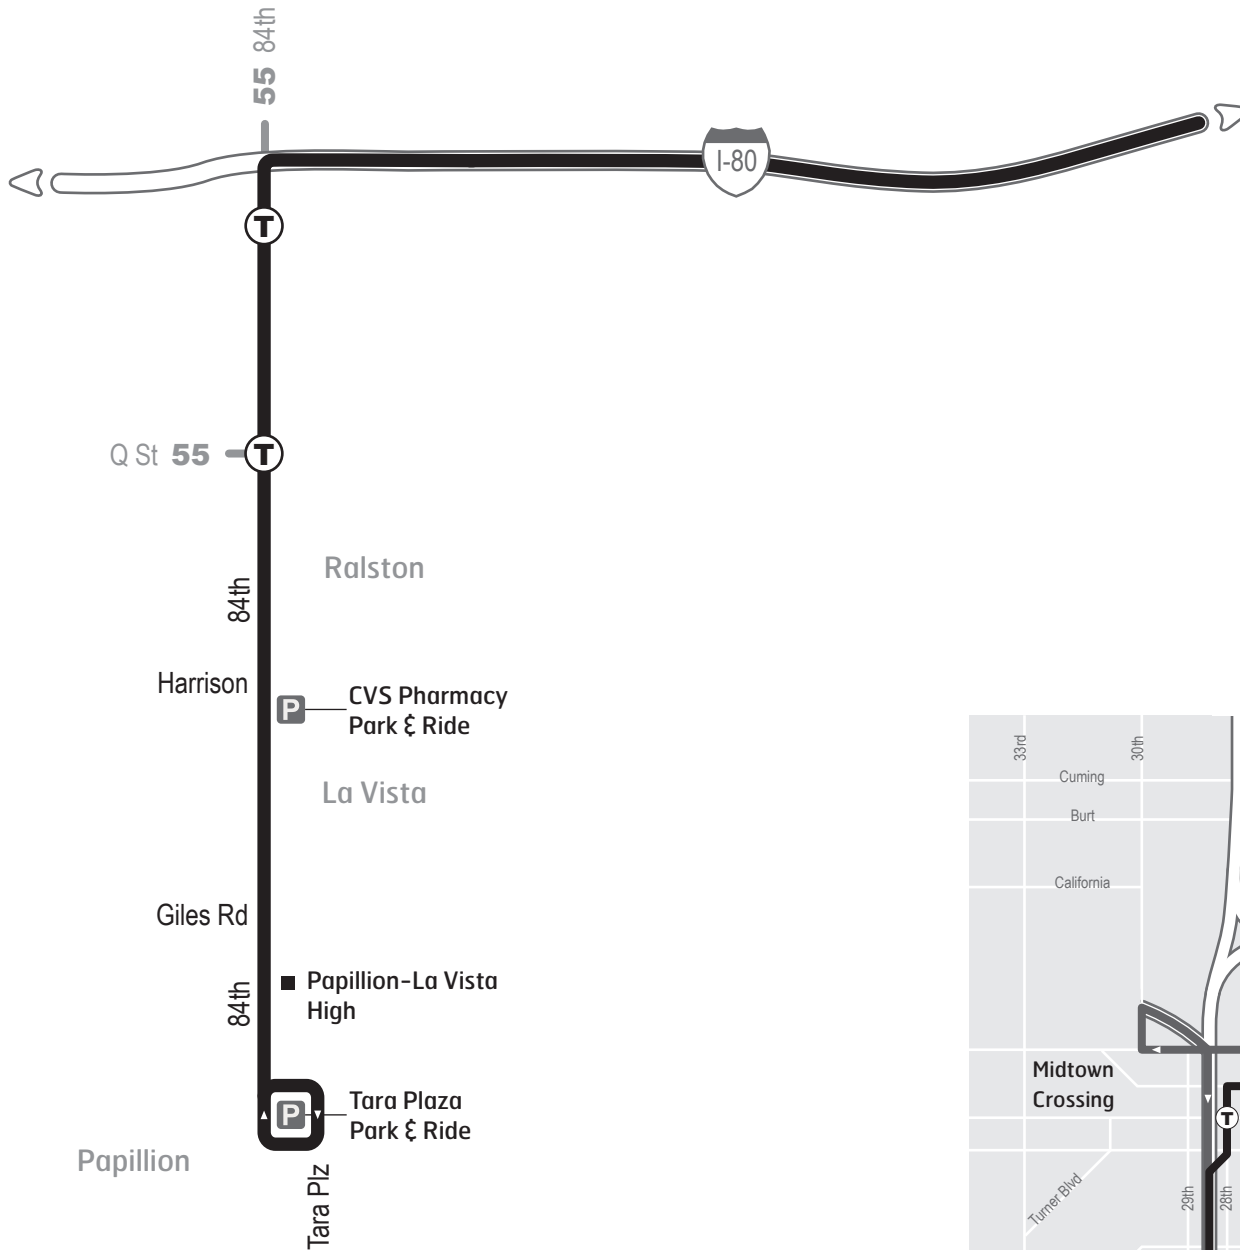 55 84th
I-80
T
Q St 55
T
Ralston
84th
Harrison
P
CVS Pharmacy
Park & Ride
La Vista
Giles Rd
84th
Papillion-La Vista
High
P
Tara Plaza
Park & Ride
Papillion
Tara Plz
33rd
30th
Cuming
Burt
California
Midtown
Crossing
T
Turner Blvd
29th
28th